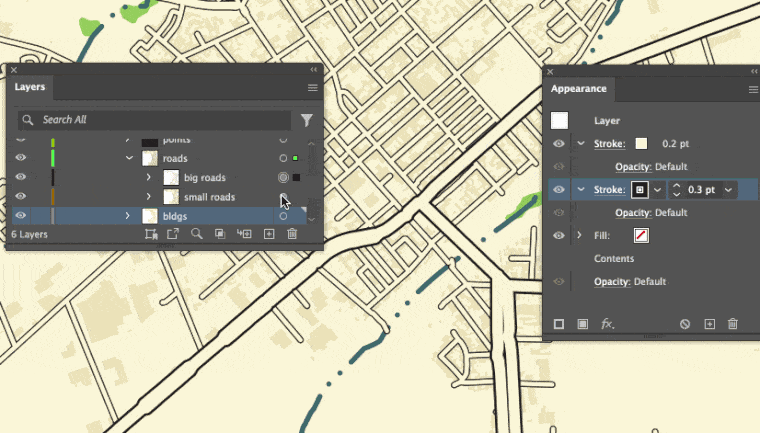 Layers
Search All
points
roads
big roads
small roads
bldgs
6 Layers
Appearance
Layer
Stroke: 0.2 pt
Opacity: Default
Stroke: 0.3 pt
Opacity: Default
Fill:
Contents
Opacity: Default
fx.